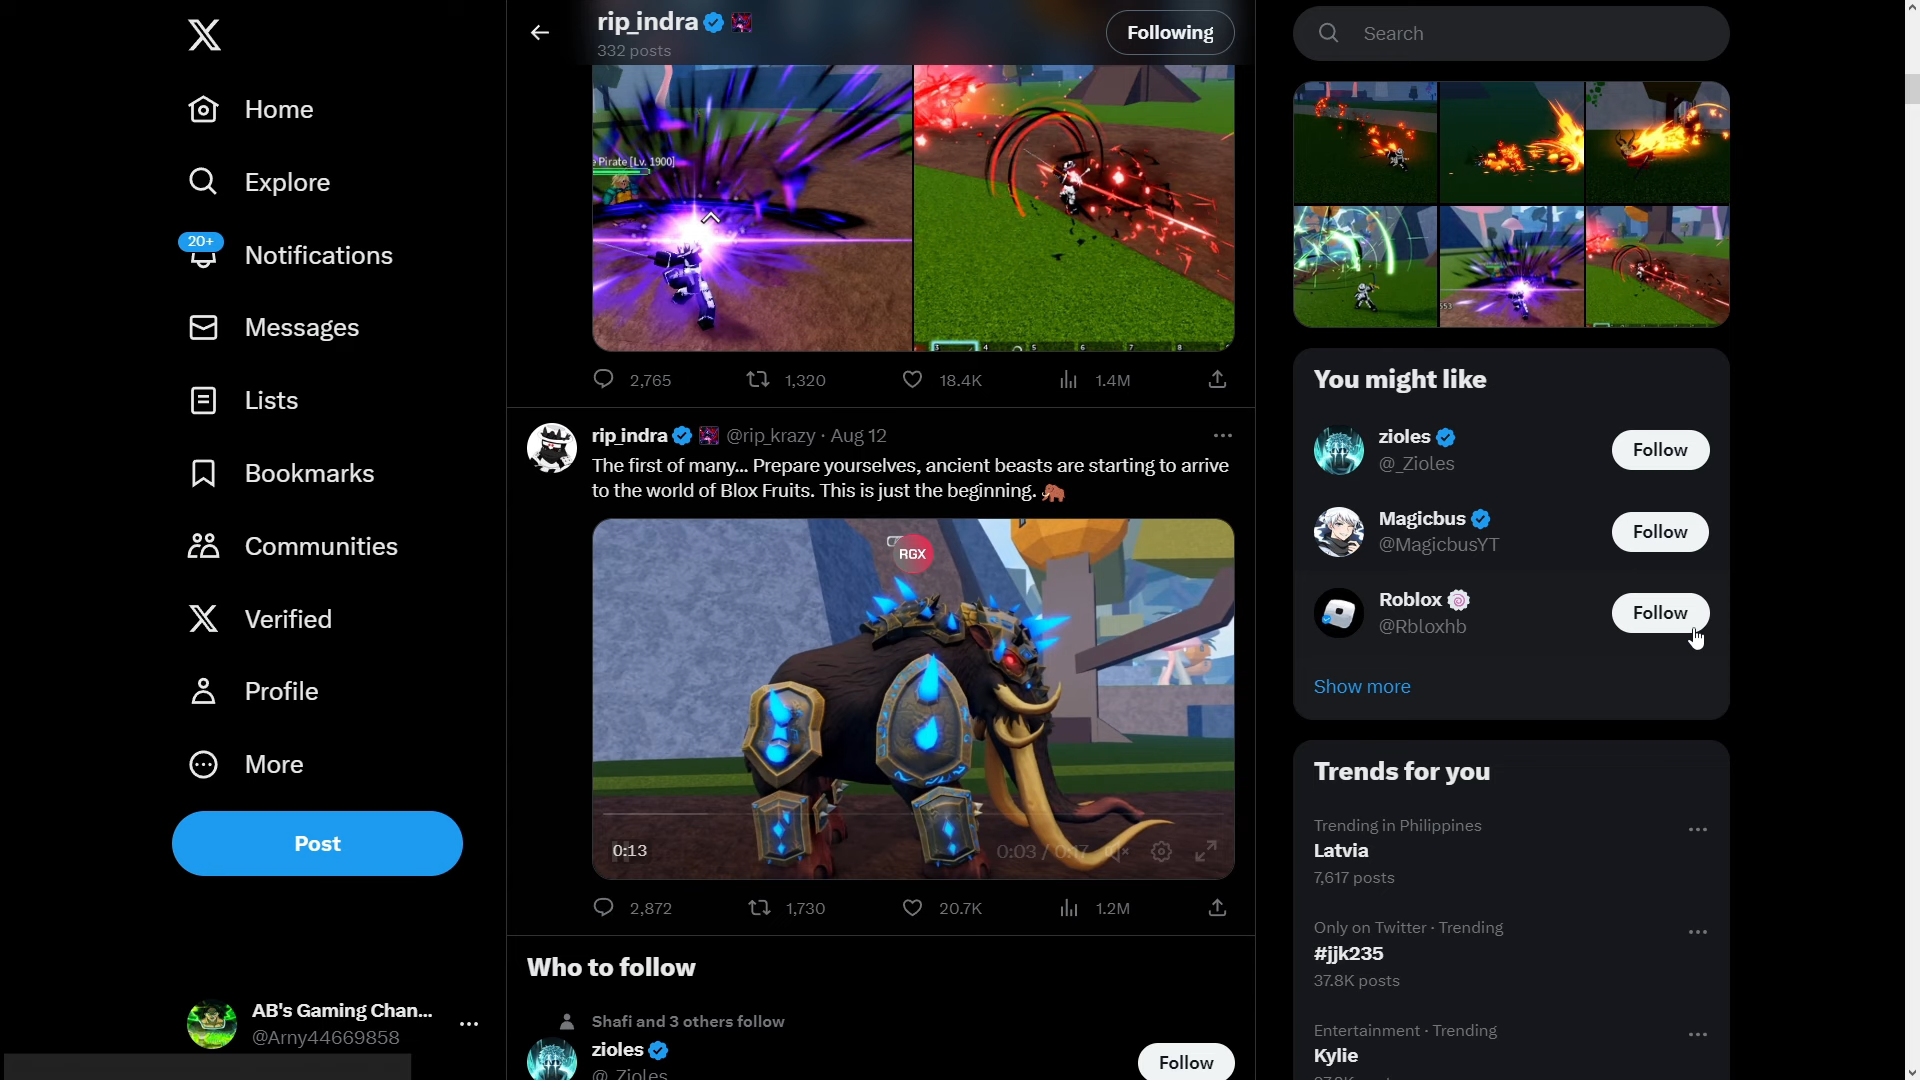 Home
Explore
20+
Notifications
Messages
Lists
Bookmarks
Communities
Verified
Profile
More
Post
AB's Gaming Chan...
@Arny44669858
rip_indra
332 posts
Following
e Pirate [Lv. 1900]
3 4 5 6 7 8
2,765 1,320 18.4K 1.4M
rip_indra @rip_krazy · Aug 12
The first of many... Prepare yourselves, ancient beasts are starting to arrive
to the world of Blox Fruits. This is just the beginning. 🦣
RGX
0:13
0:03 / 0:17
2,872 1,730 20.7K 1.2M
Who to follow
Shafi and 3 others follow
zioles
@_Zioles
Follow
Search
You might like
zioles
@_Zioles
Follow
Magicbus
@MagicbusYT
Follow
Roblox 🍥
@Rbloxhb
Follow
Show more
Trends for you
Trending in Philippines
Latvia
7,617 posts
Only on Twitter · Trending
#jjk235
37.8K posts
Entertainment · Trending
Kylie